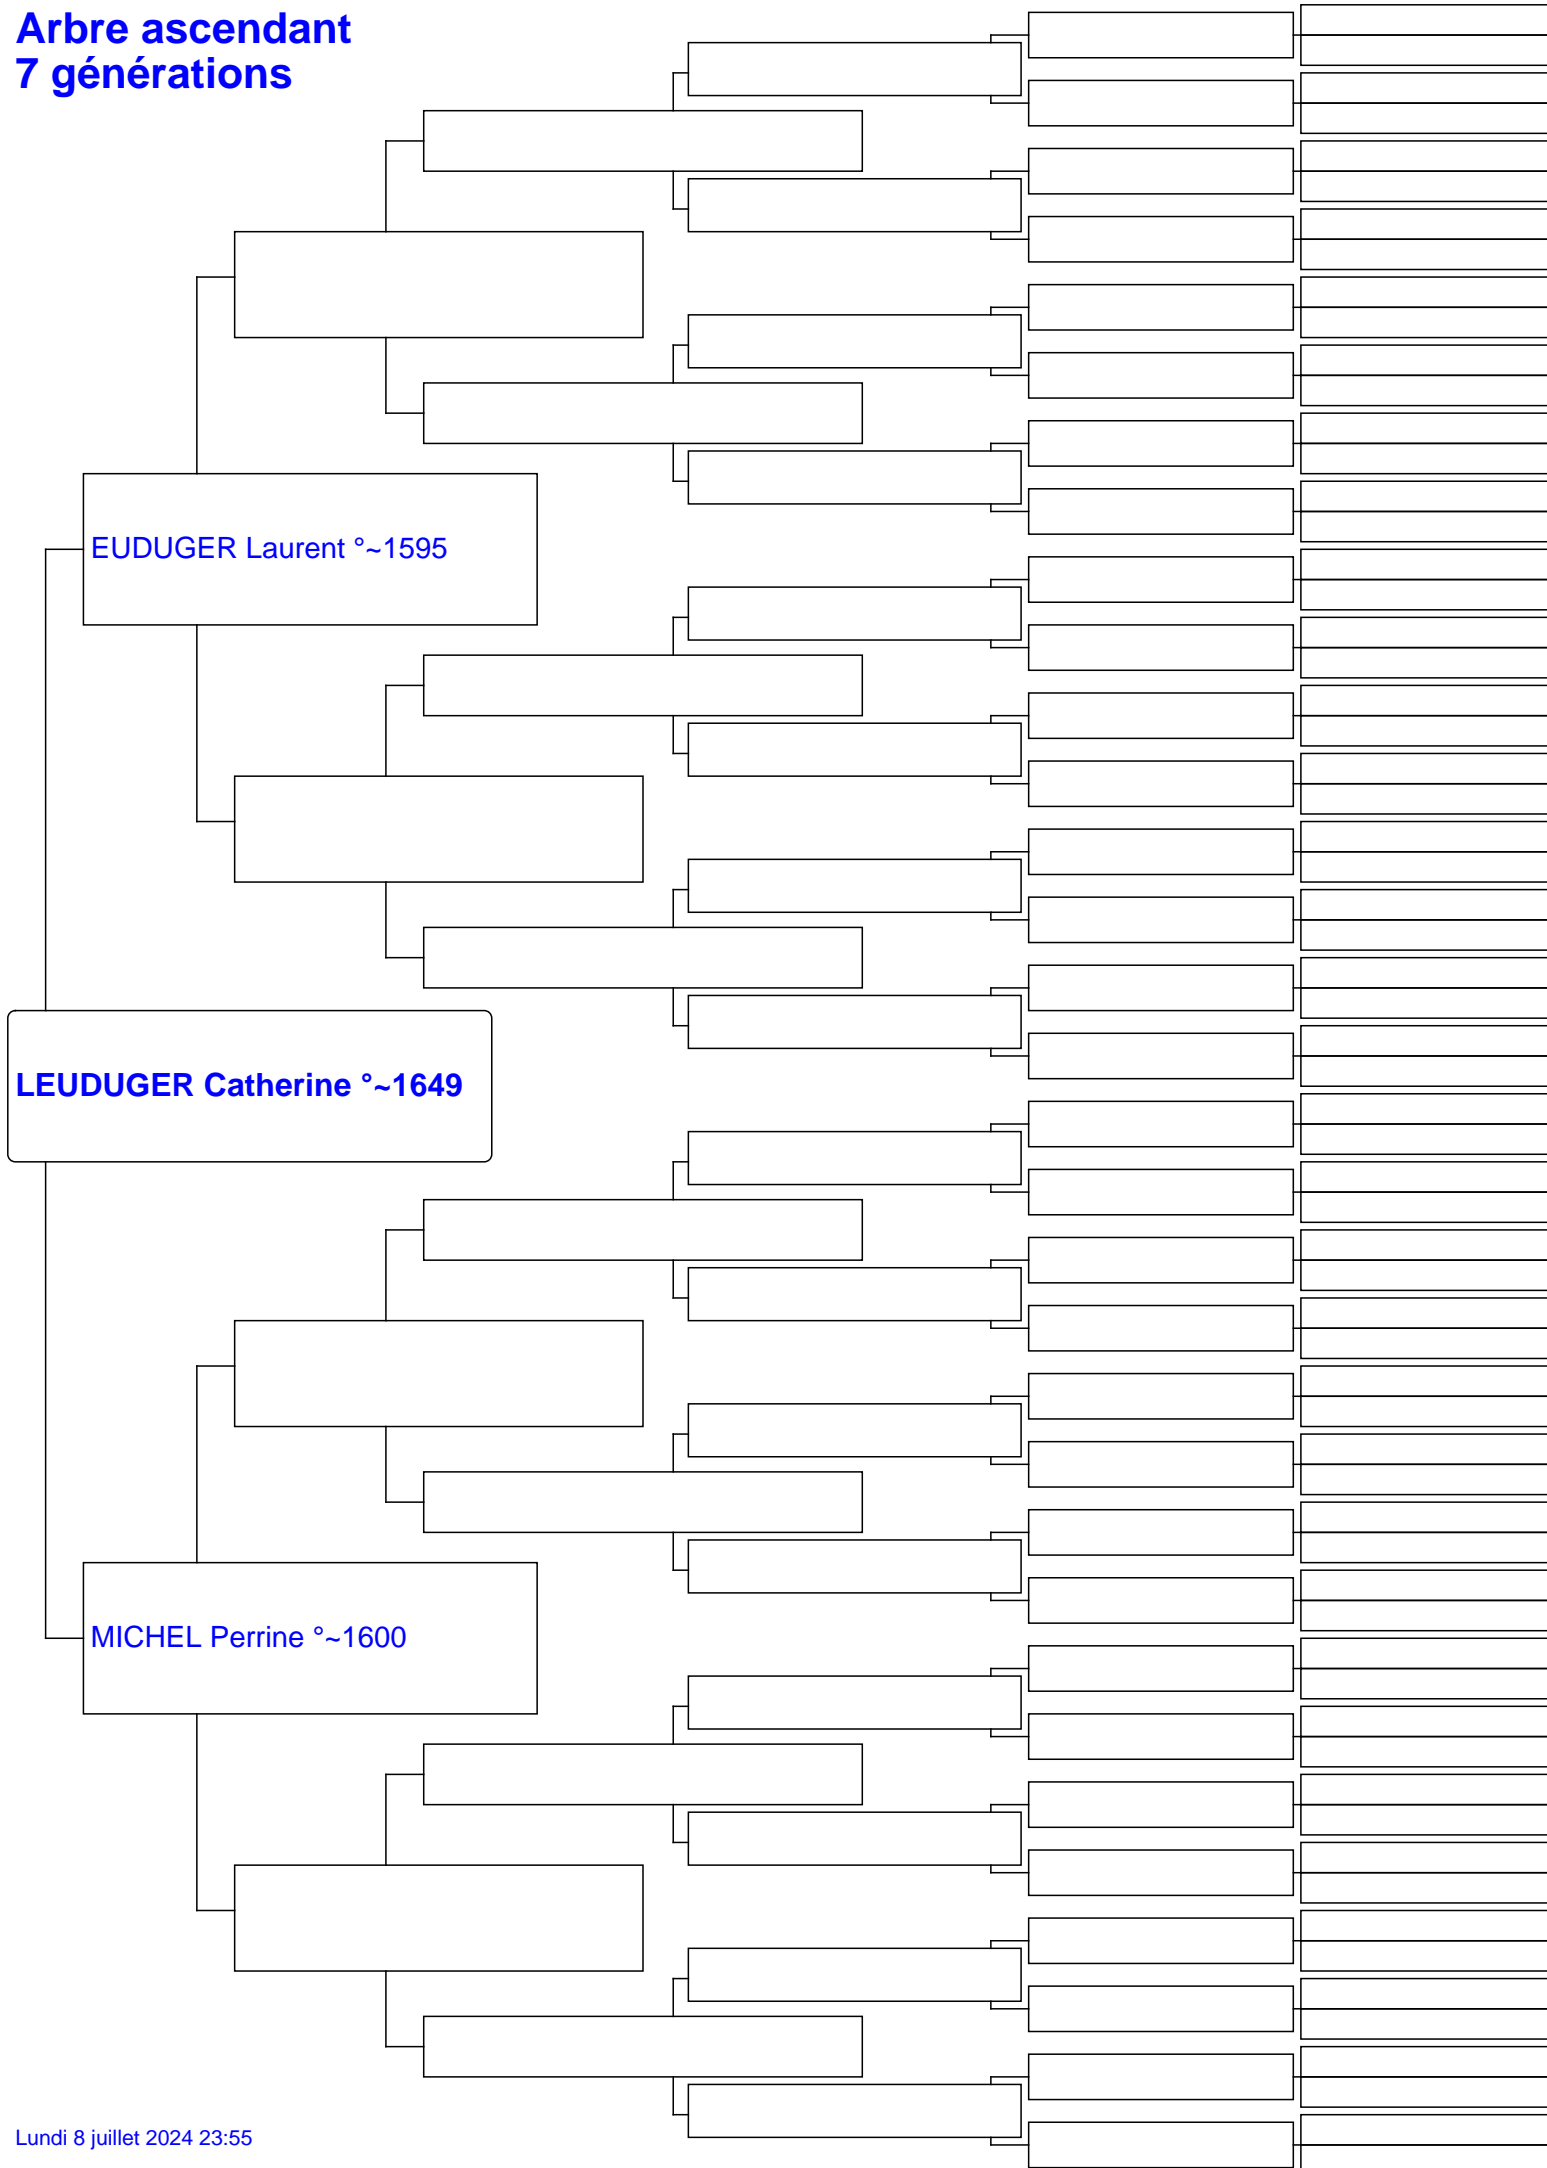 Arbre ascendant
7 générations
EUDUGER Laurent °~1595
LEUDUGER Catherine °~1649
MICHEL Perrine °~1600
Lundi 8 juillet 2024 23:55